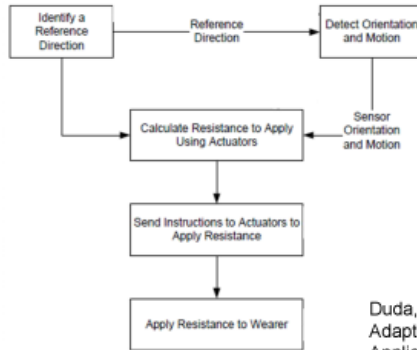 Identify a
Reference
Direction
Reference
Direction
Detect Orientation
and Motion
Sensor
Orientation
and Motion
Calculate Resistance to Apply
Using Actuators
Send Instructions to Actuators to
Apply Resistance
Apply Resistance to Wearer
Duda,
Adapt